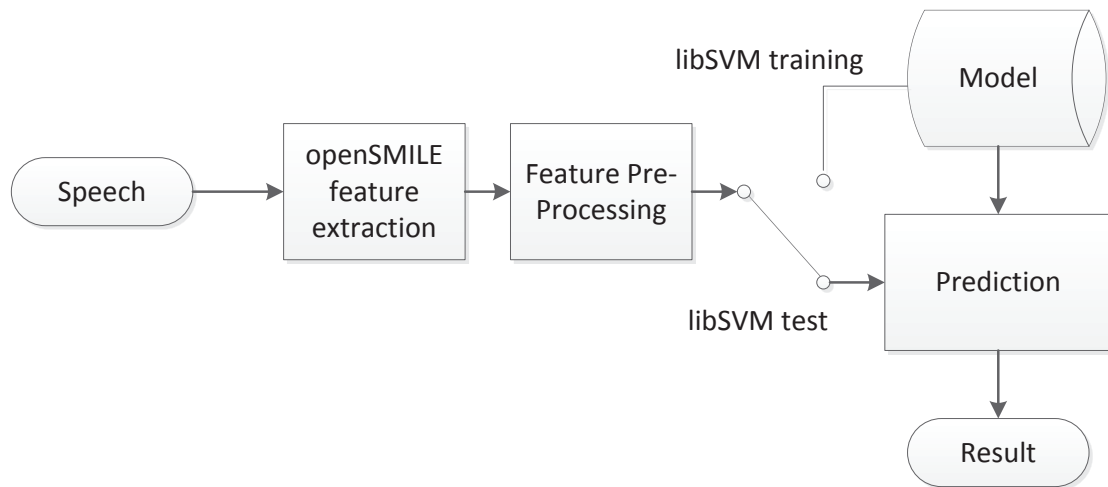 Speech
openSMILE
feature
extraction
Feature Pre-
Processing
libSVM training
libSVM test
Model
Prediction
Result